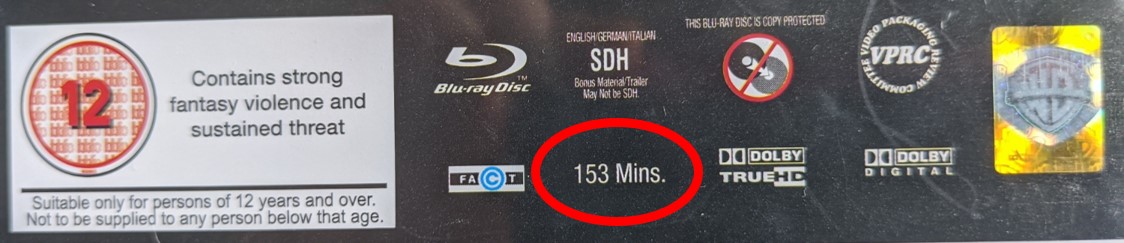 12
Contains strong
fantasy violence and
sustained threat
Suitable only for persons of 12 years and over.
Not to be supplied to any person below that age.
Blu-ray Disc™
FACT
ENGLISH/GERMAN/ITALIAN
SDH
Bonus Material/Trailer
May Not be SDH.
153 Mins.
THIS BLU-RAY DISC IS COPY PROTECTED
DOLBY
TRUEHD
VIDEO PACKAGING REVIEW COMMITTEE
VPRC
DOLBY
DIGITAL
WB